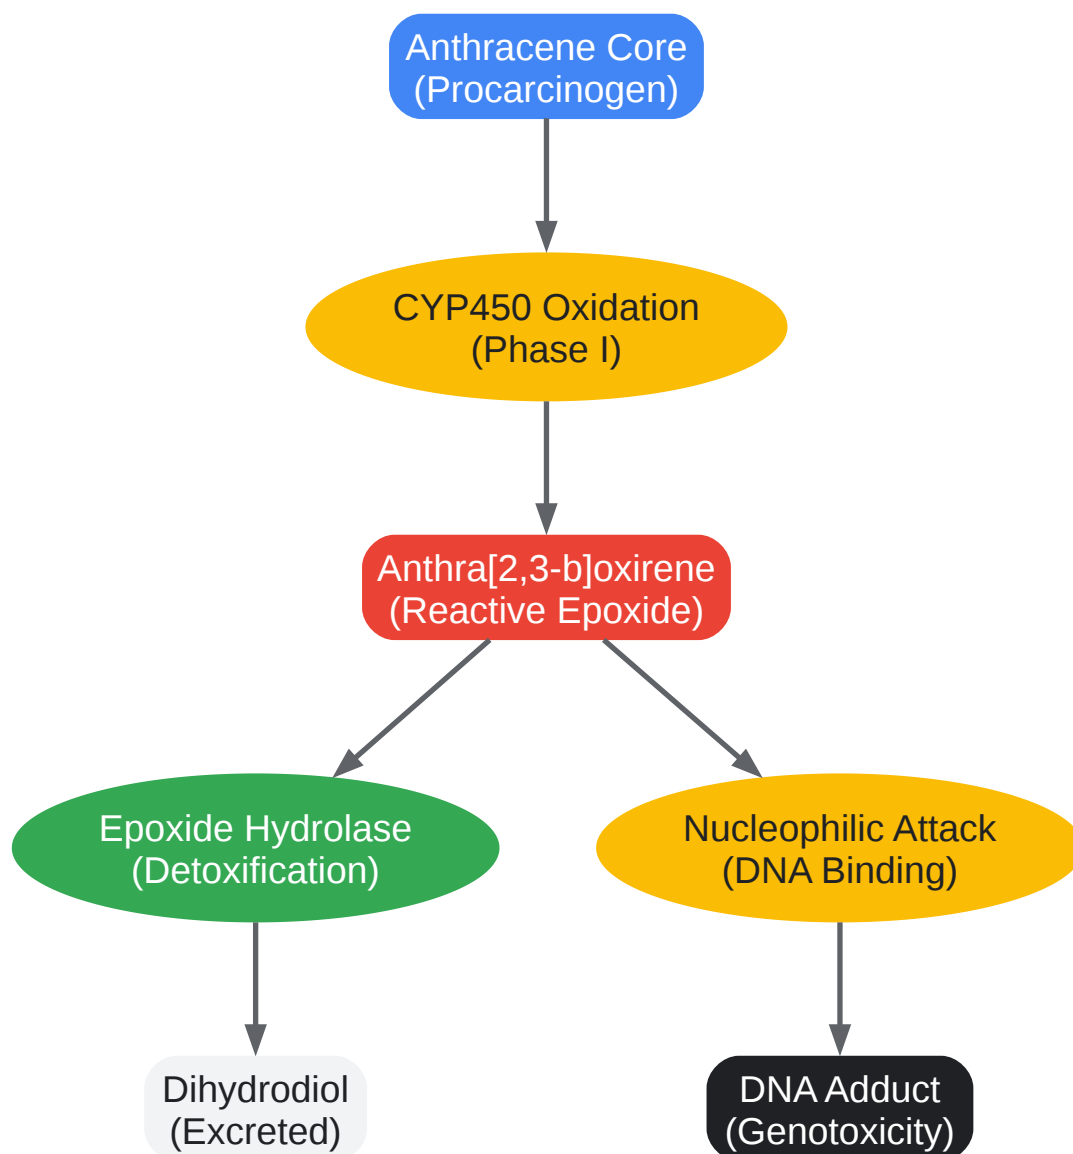 Anthracene Core
(Procarcinogen)
CYP450 Oxidation
(Phase I)
Anthra[2,3-b]oxirene
(Reactive Epoxide)
Epoxide Hydrolase
(Detoxification)
Nucleophilic Attack
(DNA Binding)
Dihydrodiol
(Excreted)
DNA Adduct
(Genotoxicity)